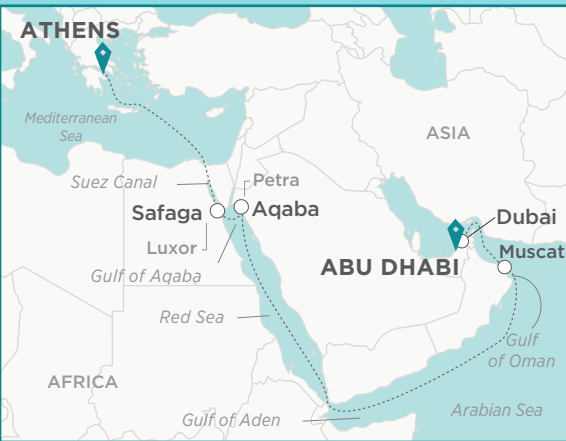 ATHENS
Mediterranean
Sea
ASIA
Suez Canal
Petra
Safaga
Aqaba
Dubai
Luxor
Muscat
ABU DHABI
Gulf of Aqaba
Red Sea
Gulf
of Oman
AFRICA
Arabian Sea
Gulf of Aden